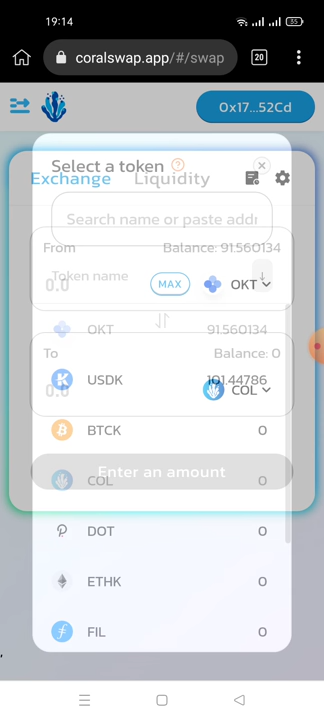 19:14
55
coralswap.app/#/swap
20
0x17...52Cd
Select a token
Exchange Liquidity
Search name or paste addr
From Balance: 91.560134
Token name
0.0 MAX OKT
OKT 91.560134
To Balance: 0
USDK 101.44786
0.0 COL
BTCK 0
Enter an amount
COL 0
DOT 0
ETHK 0
FIL 0